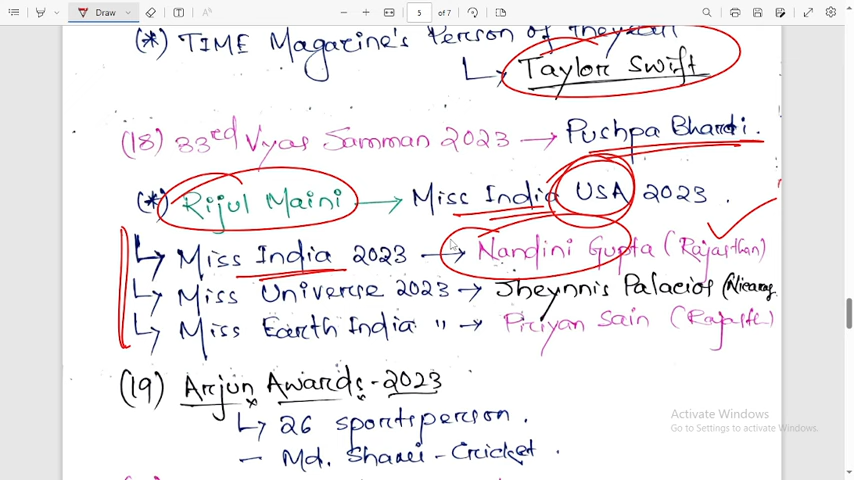 Draw
5
of 7
(*) TIME Magazine's Person of the year
↳ Taylor Swift
(18) 33rd Vyas Samman 2023 → Pushpa Bharti.
(*) Rijul Maini → Miss India USA 2023.
↳ Miss India 2023 → Nandini Gupta (Rajasthan)
↳ Miss Universe 2023 → Sheynnis Palacios (Nicarag
↳ Miss Earth India " → Priyan Sain
(19) Arjun Awards - 2023
↳ 26 sportsperson.
- Md. Shami - Cricket.
Activate Windows
Go to Settings to activate Windows.